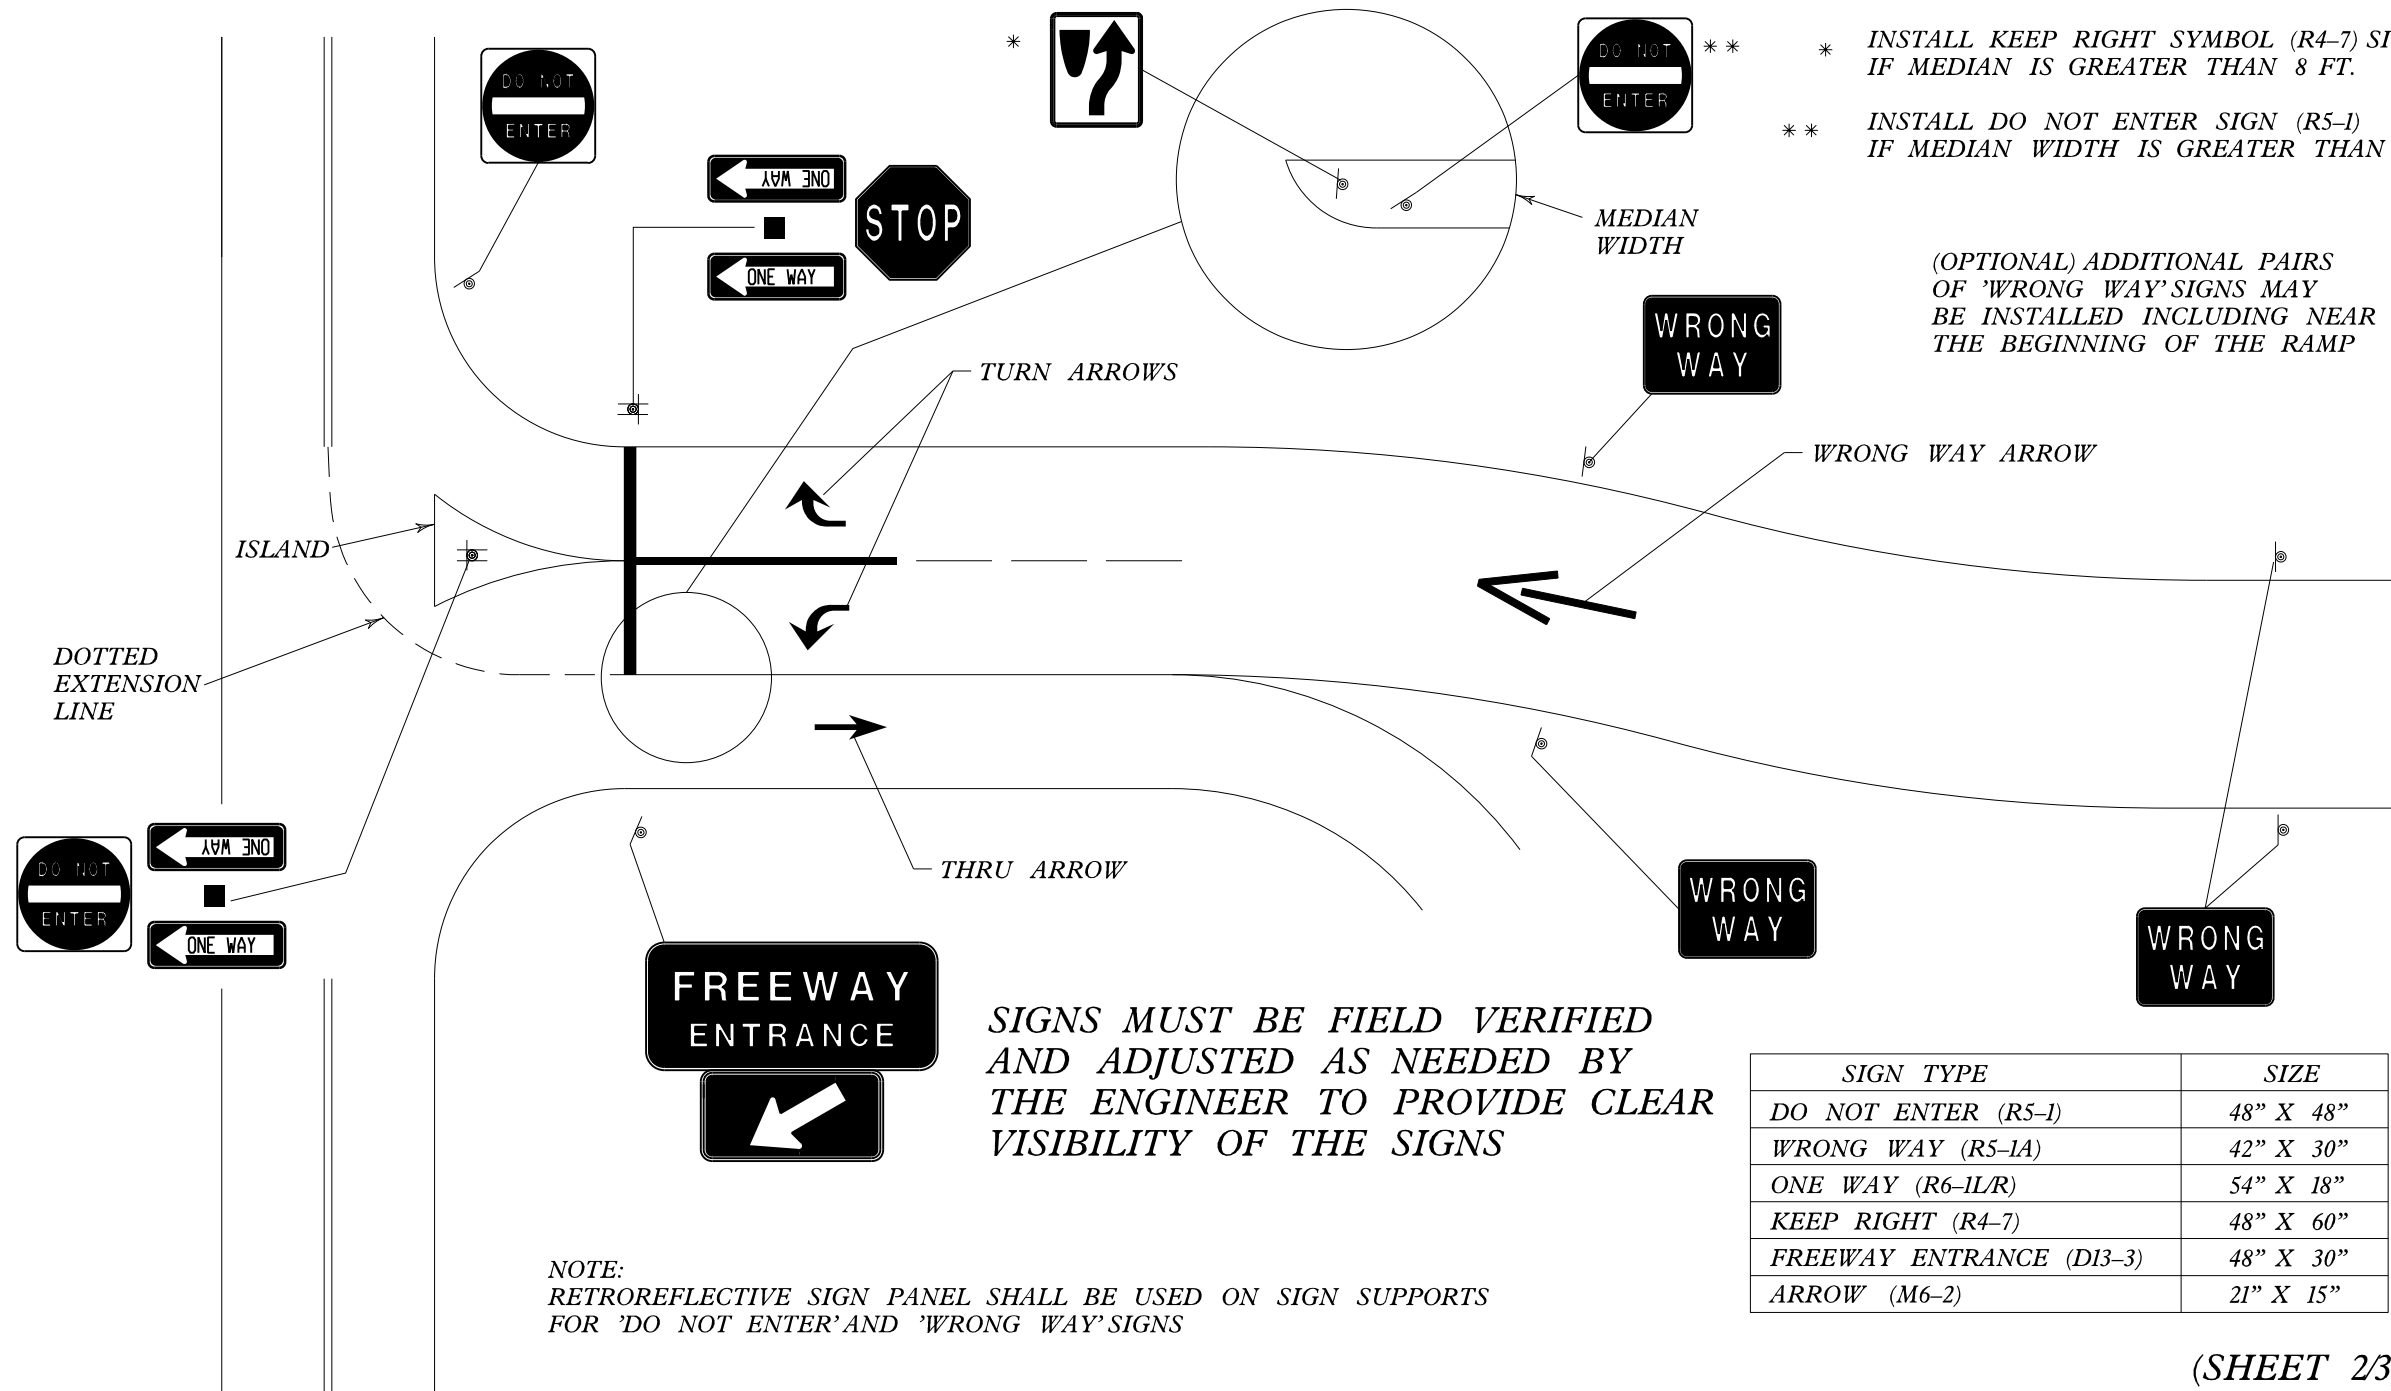 DO NOT
ENTER
ONE WAY
ONE WAY
STOP
*
DO NOT
ENTER
* *
* INSTALL KEEP RIGHT SYMBOL (R4-7) SI
IF MEDIAN IS GREATER THAN 8 FT.
* * INSTALL DO NOT ENTER SIGN (R5-1)
IF MEDIAN WIDTH IS GREATER THAN
MEDIAN
WIDTH
(OPTIONAL) ADDITIONAL PAIRS
OF 'WRONG WAY' SIGNS MAY
BE INSTALLED INCLUDING NEAR
THE BEGINNING OF THE RAMP
WRONG
WAY
TURN ARROWS
WRONG WAY ARROW
ISLAND
DOTTED
EXTENSION
LINE
THRU ARROW
DO NOT
ENTER
ONE WAY
ONE WAY
WRONG
WAY
WRONG
WAY
FREEWAY
ENTRANCE
SIGNS MUST BE FIELD VERIFIED
AND ADJUSTED AS NEEDED BY
THE ENGINEER TO PROVIDE CLEAR
VISIBILITY OF THE SIGNS
SIGN TYPE SIZE
DO NOT ENTER (R5-1) 48" X 48"
WRONG WAY (R5-1A) 42" X 30"
ONE WAY (R6-1L/R) 54" X 18"
KEEP RIGHT (R4-7) 48" X 60"
FREEWAY ENTRANCE (D13-3) 48" X 30"
ARROW (M6-2) 21" X 15"
NOTE:
RETROREFLECTIVE SIGN PANEL SHALL BE USED ON SIGN SUPPORTS
FOR 'DO NOT ENTER' AND 'WRONG WAY' SIGNS
(SHEET 2/3